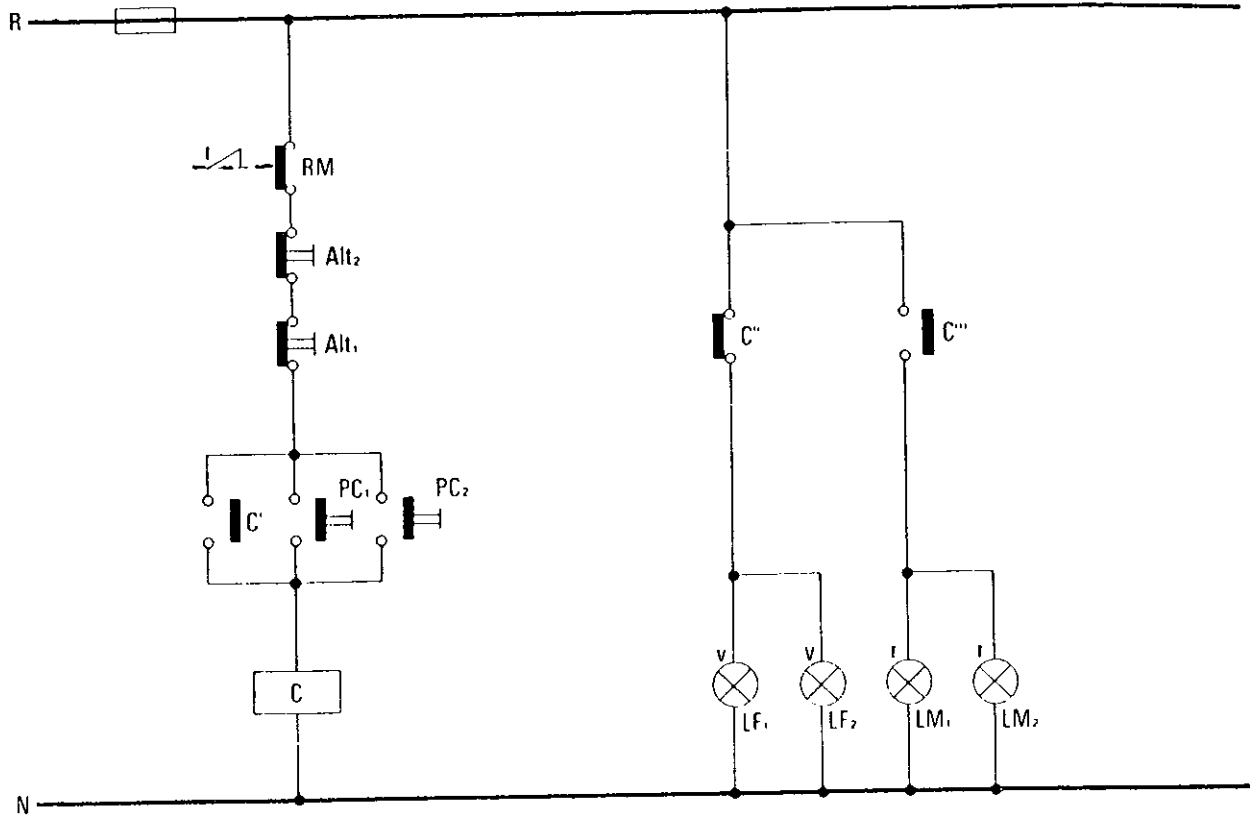 R
I
RM
Alt₂
Alt₁
C'
PC₁
PC₂
C
C''
C'''
v
v
r
r
LF₁
LF₂
LM₁
LM₂
N